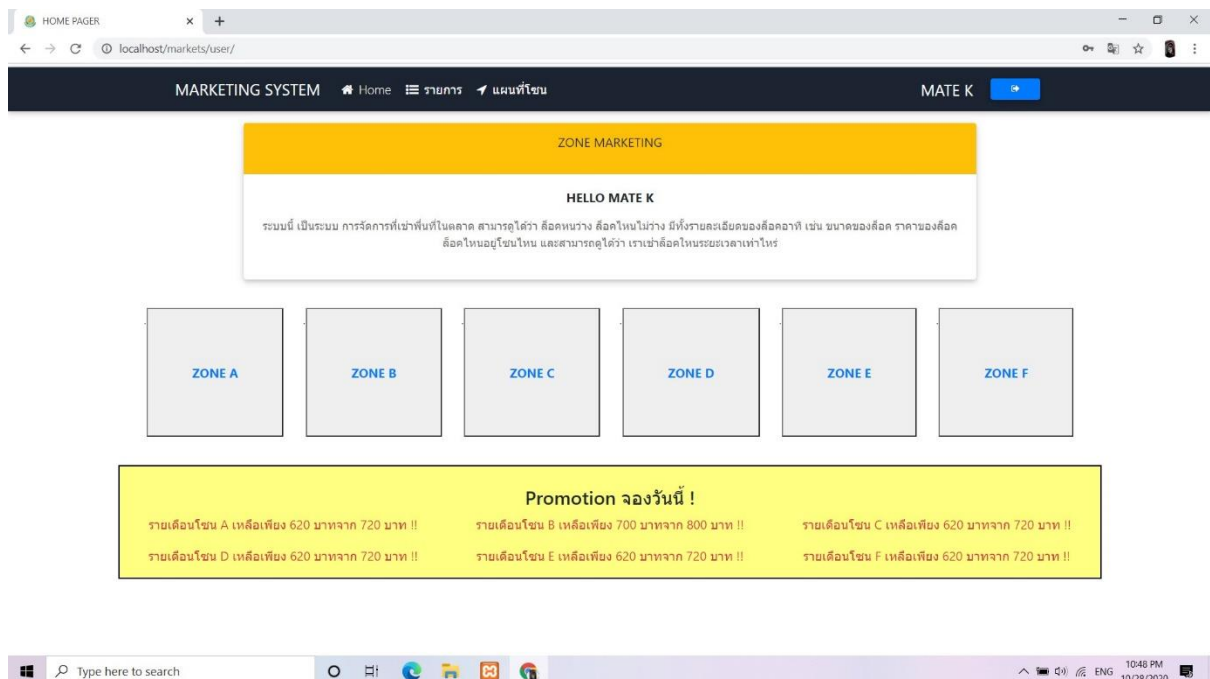 HOME PAGER
localhost/markets/user/
MARKETING SYSTEM Home รายการ แผนที่โซน MATE K
ZONE MARKETING
HELLO MATE K
ระบบนี้ เป็นระบบ การจัดการที่เช่าพื่นที่ในตลาด สามารถดูได้ว่า ล็อคหนว่าง ล็อคไหนไม่ว่าง มีทั้งรายละเอียดของล็อคอาทิ เช่น ขนาดของล็อค ราคาของล็อค
ล็อคไหนอยู่โซนไหน และสามารถดูได้ว่า เราเช่าล็อคไหนระยะเวลาเท่าไหร่
ZONE A ZONE B ZONE C ZONE D ZONE E ZONE F
Promotion จองวันนี้ !
รายเดือนโซน A เหลือเพียง 620 บาทจาก 720 บาท !! รายเดือนโซน B เหลือเพียง 700 บาทจาก 800 บาท !! รายเดือนโซน C เหลือเพียง 620 บาทจาก 720 บาท !!
รายเดือนโซน D เหลือเพียง 620 บาทจาก 720 บาท !! รายเดือนโซน E เหลือเพียง 620 บาทจาก 720 บาท !! รายเดือนโซน F เหลือเพียง 620 บาทจาก 720 บาท !!
Type here to search ENG 10:48 PM
10/28/2020